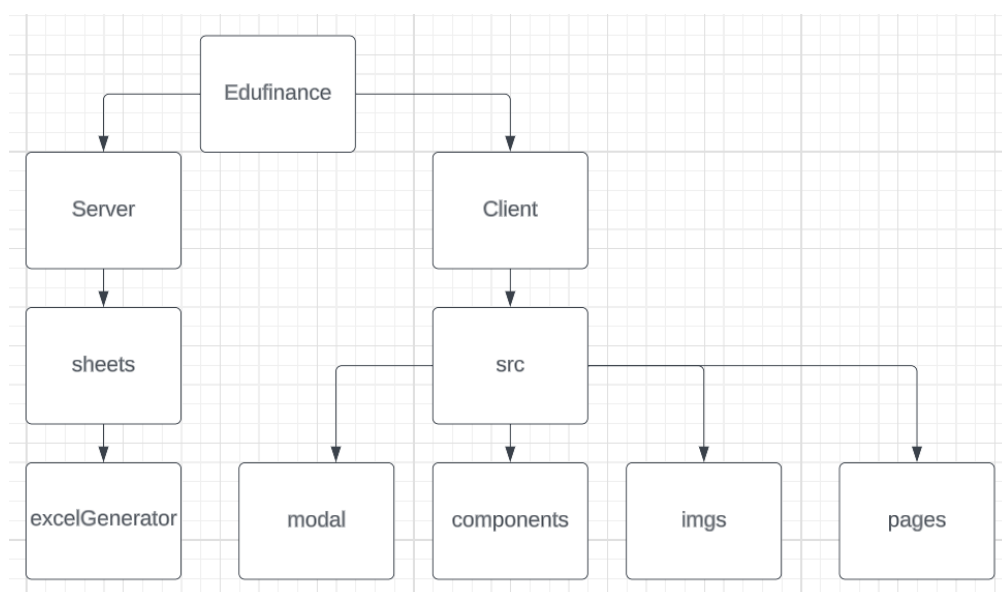 Edufinance
Server
Client
sheets
src
excelGenerator
modal
components
imgs
pages